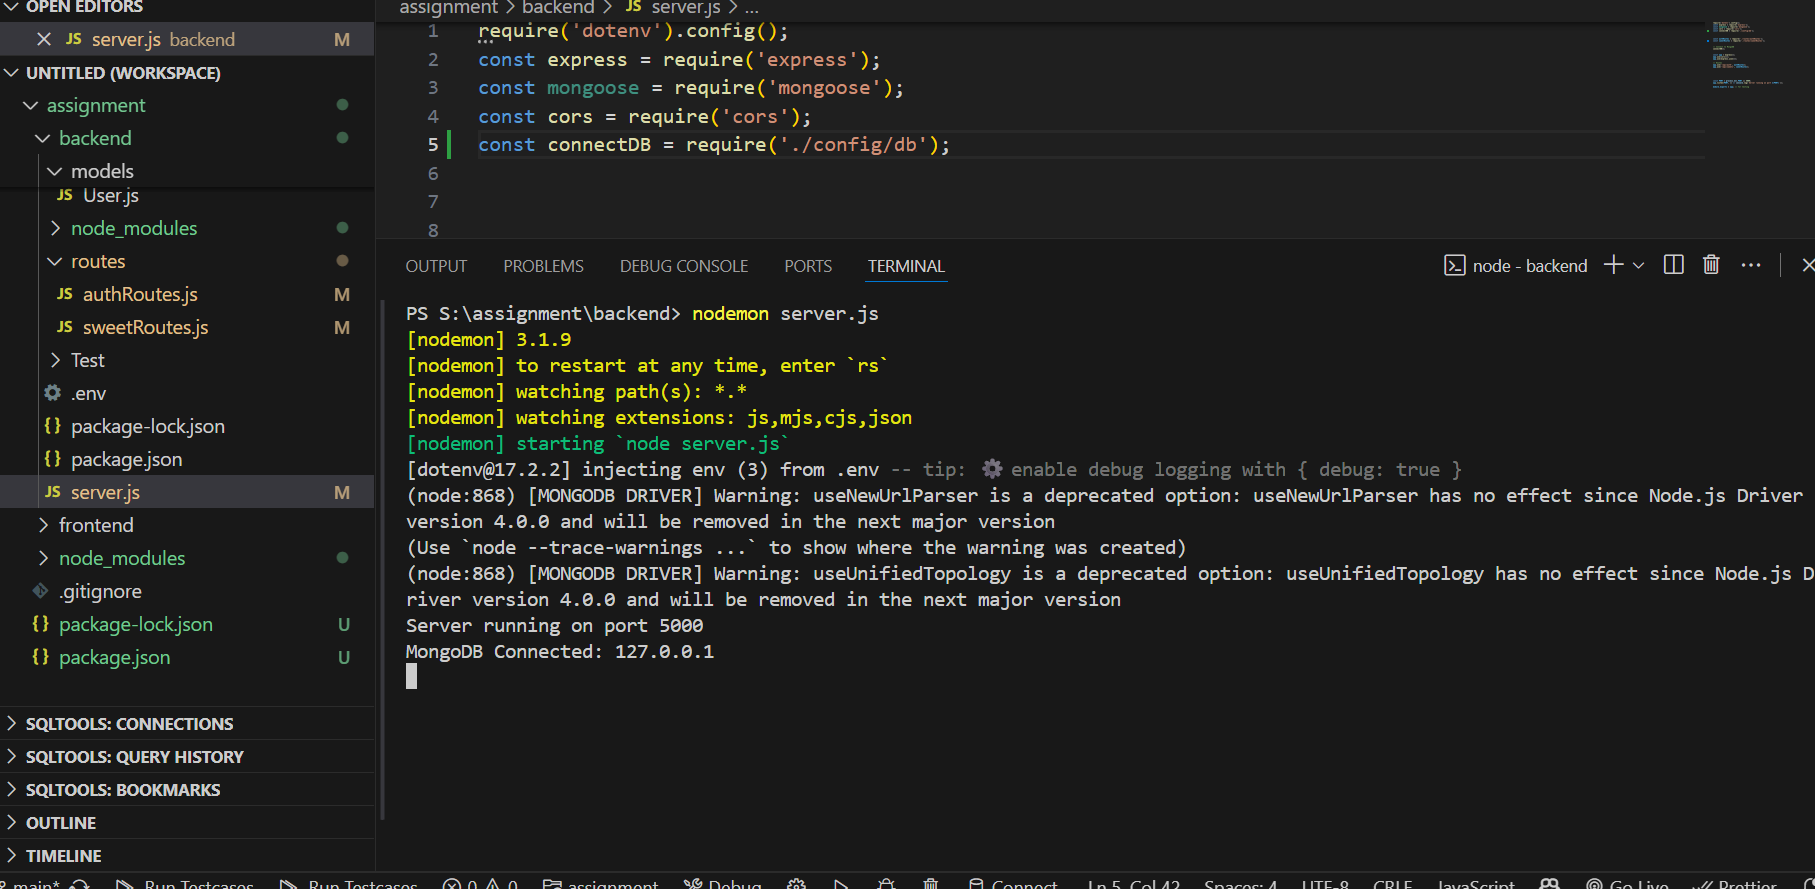 OPEN EDITORS
JS server.js backend M
UNTITLED (WORKSPACE)
assignment
backend
models
JS User.js
node_modules
routes
JS authRoutes.js M
JS sweetRoutes.js M
Test
.env
{} package-lock.json
{} package.json
JS server.js M
frontend
node_modules
.gitignore
{} package-lock.json U
{} package.json U
SQLTOOLS: CONNECTIONS
SQLTOOLS: QUERY HISTORY
SQLTOOLS: BOOKMARKS
OUTLINE
TIMELINE
assignment > backend > JS server.js > ...
1 require('dotenv').config();
2 const express = require('express');
3 const mongoose = require('mongoose');
4 const cors = require('cors');
5 const connectDB = require('./config/db');
6
7
8
OUTPUT PROBLEMS DEBUG CONSOLE PORTS TERMINAL
node - backend
PS S:\assignment\backend> nodemon server.js
[nodemon] 3.1.9
[nodemon] to restart at any time, enter `rs`
[nodemon] watching path(s): *.*
[nodemon] watching extensions: js,mjs,cjs,json
[nodemon] starting `node server.js`
[dotenv@17.2.2] injecting env (3) from .env -- tip: ⚙️ enable debug logging with { debug: true }
(node:868) [MONGODB DRIVER] Warning: useNewUrlParser is a deprecated option: useNewUrlParser has no effect since Node.js Driver
version 4.0.0 and will be removed in the next major version
(Use `node --trace-warnings ...` to show where the warning was created)
(node:868) [MONGODB DRIVER] Warning: useUnifiedTopology is a deprecated option: useUnifiedTopology has no effect since Node.js D
river version 4.0.0 and will be removed in the next major version
Server running on port 5000
MongoDB Connected: 127.0.0.1
main* Run Testcases Run Testcases 0 0 assignment Debug Connect Ln 5, Col 42 Spaces: 4 UTF-8 CRLF JavaScript Go Live Prettier